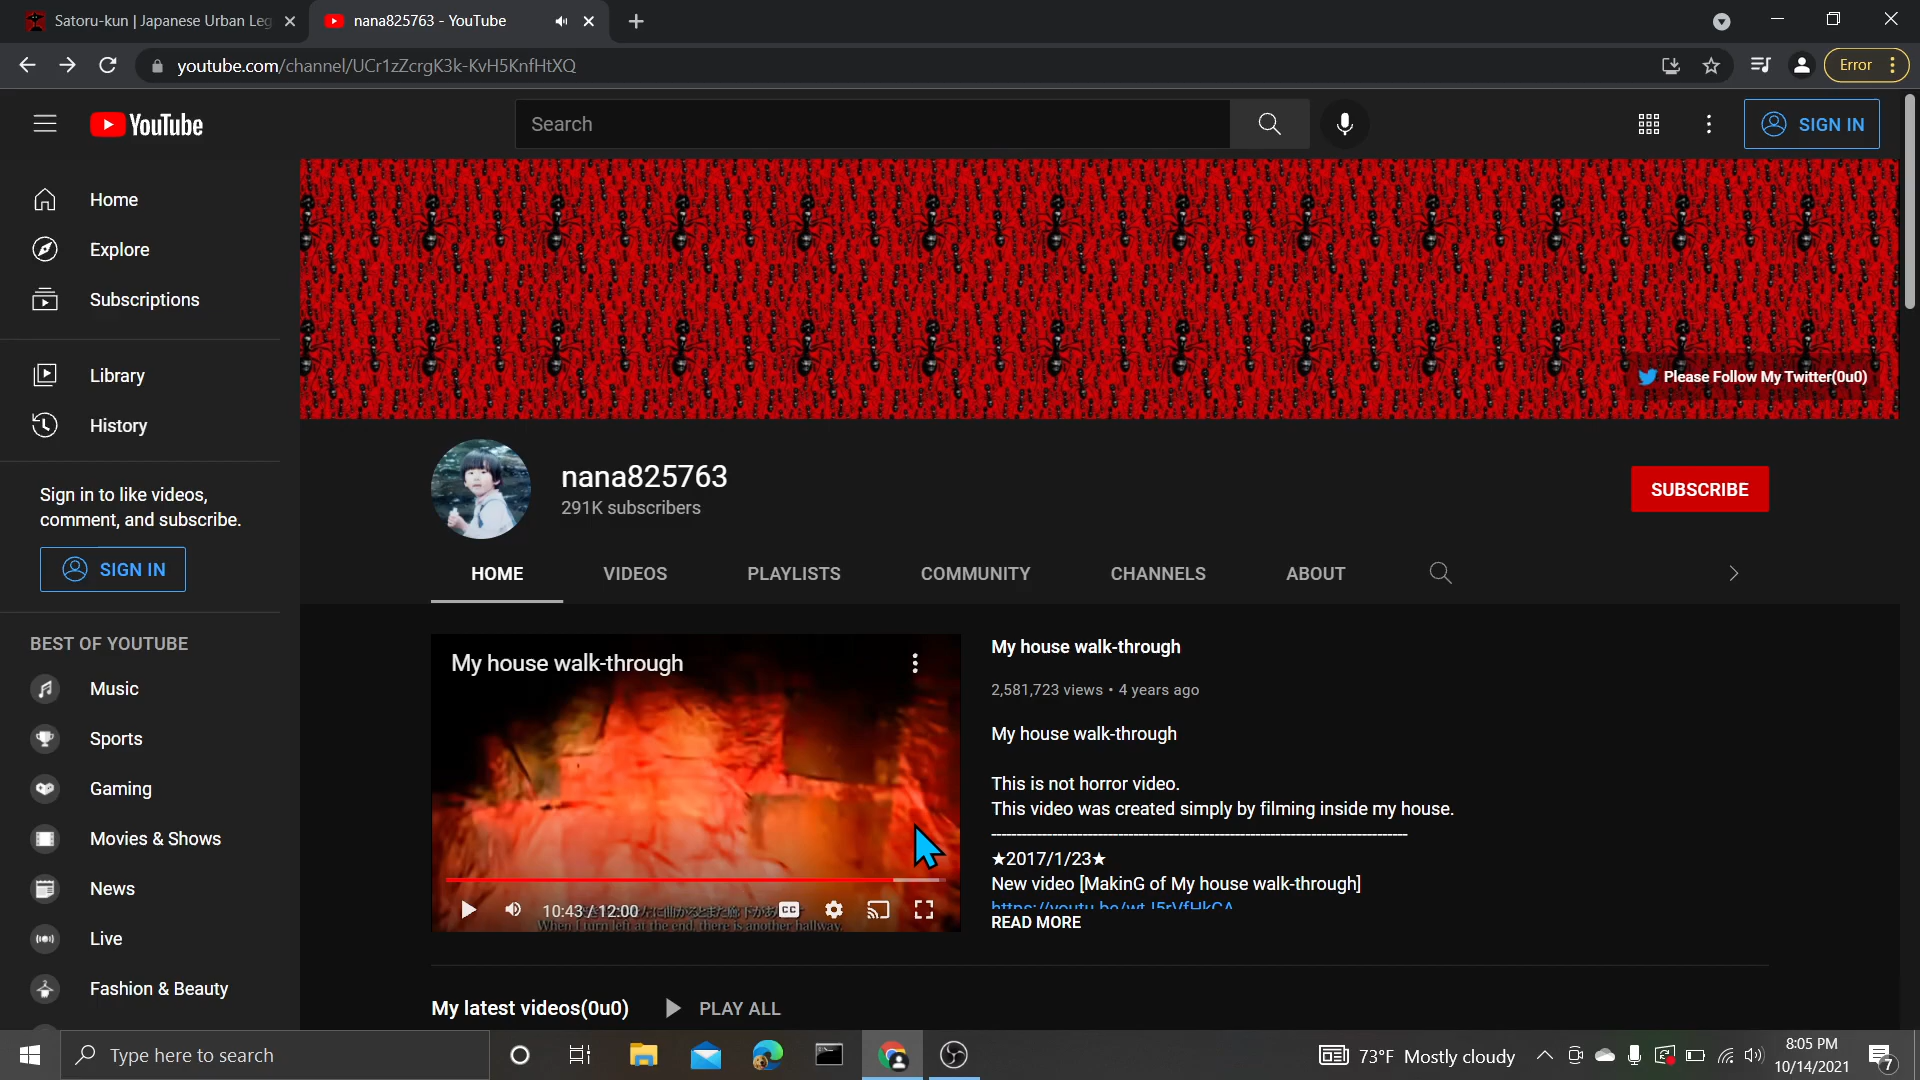 Satoru-kun | Japanese Urban Leg
nana825763 - YouTube
youtube.com/channel/UCr1zZcrgK3k-KvH5KnfHtXQ
Error
YouTube
Search
SIGN IN
Home
Explore
Subscriptions
Library
History
Sign in to like videos,
comment, and subscribe.
SIGN IN
BEST OF YOUTUBE
Music
Sports
Gaming
Movies & Shows
News
Live
Fashion & Beauty
Please Follow My Twitter(0u0)
nana825763
291K subscribers
SUBSCRIBE
HOME
VIDEOS
PLAYLISTS
COMMUNITY
CHANNELS
ABOUT
My house walk-through
10:43 / 12:00
CC
When I turn left at the end, there is another hallway.
My house walk-through
2,581,723 views • 4 years ago
My house walk-through
This is not horror video.
This video was created simply by filming inside my house.
★2017/1/23★
New video [MakinG of My house walk-through]
READ MORE
My latest videos(0u0)
PLAY ALL
Type here to search
73°F Mostly cloudy
8:05 PM
10/14/2021
7